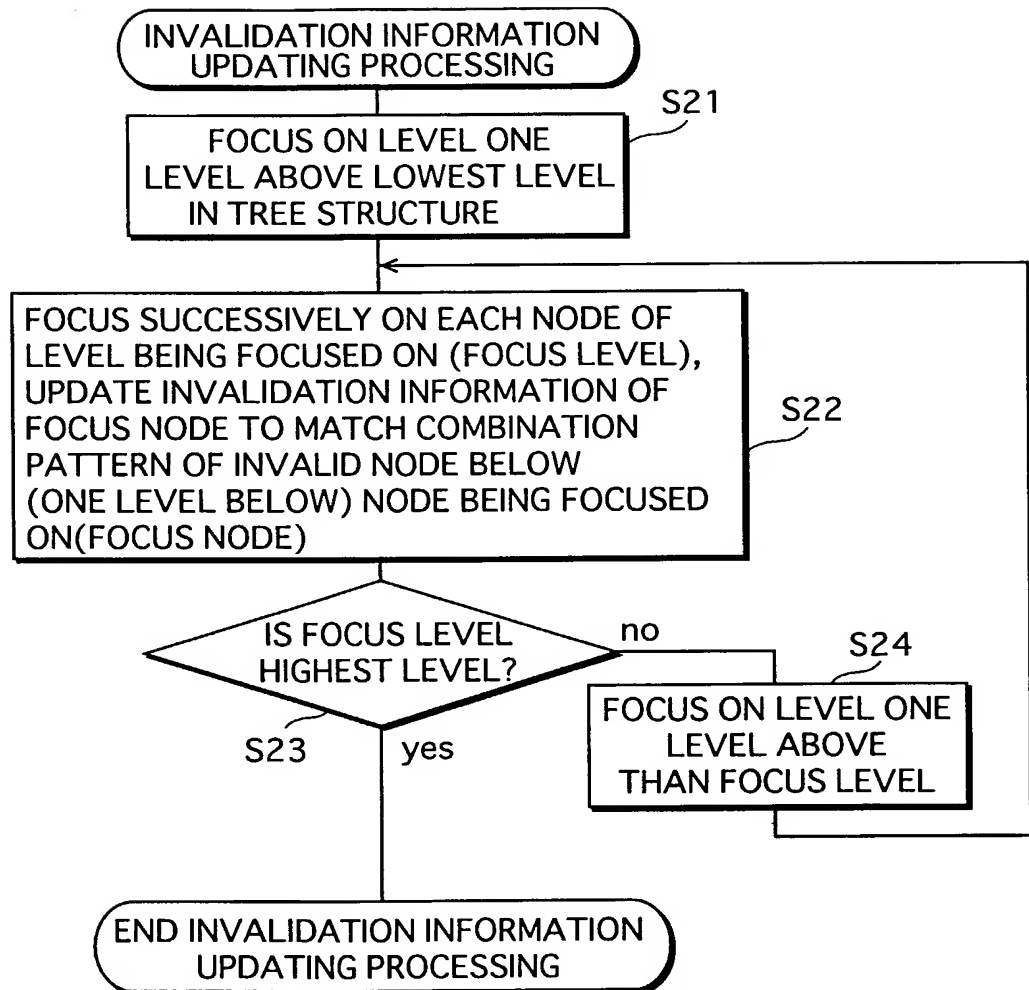 INVALIDATION INFORMATION
UPDATING PROCESSING
S21
FOCUS ON LEVEL ONE
LEVEL ABOVE LOWEST LEVEL
IN TREE STRUCTURE
FOCUS SUCCESSIVELY ON EACH NODE OF
LEVEL BEING FOCUSED ON (FOCUS LEVEL),
UPDATE INVALIDATION INFORMATION OF
FOCUS NODE TO MATCH COMBINATION
PATTERN OF INVALID NODE BELOW
(ONE LEVEL BELOW) NODE BEING FOCUSED
ON(FOCUS NODE)
S22
IS FOCUS LEVEL
HIGHEST LEVEL?
no
S23
yes
S24
FOCUS ON LEVEL ONE
LEVEL ABOVE
THAN FOCUS LEVEL
END INVALIDATION INFORMATION
UPDATING PROCESSING